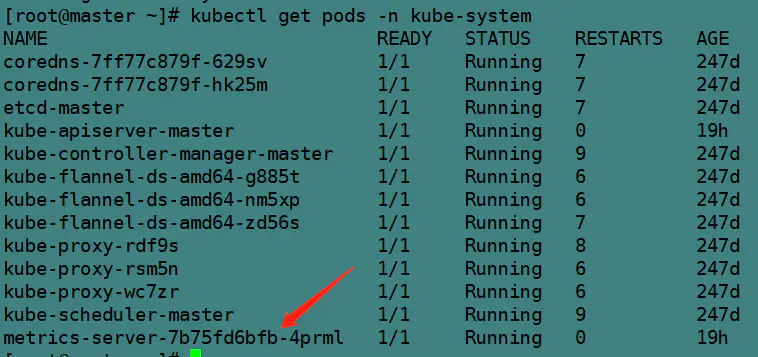 [root@master ~]# kubectl get pods -n kube-system
NAME READY STATUS RESTARTS AGE
coredns-7ff77c879f-629sv 1/1 Running 7 247d
coredns-7ff77c879f-hk25m 1/1 Running 7 247d
etcd-master 1/1 Running 7 247d
kube-apiserver-master 1/1 Running 0 19h
kube-controller-manager-master 1/1 Running 9 247d
kube-flannel-ds-amd64-g885t 1/1 Running 6 247d
kube-flannel-ds-amd64-nm5xp 1/1 Running 6 247d
kube-flannel-ds-amd64-zd56s 1/1 Running 7 247d
kube-proxy-rdf9s 1/1 Running 8 247d
kube-proxy-rsm5n 1/1 Running 6 247d
kube-proxy-wc7zr 1/1 Running 6 247d
kube-scheduler-master 1/1 Running 9 247d
metrics-server-7b75fd6bfb-4prml 1/1 Running 0 19h
[root@master ~]#